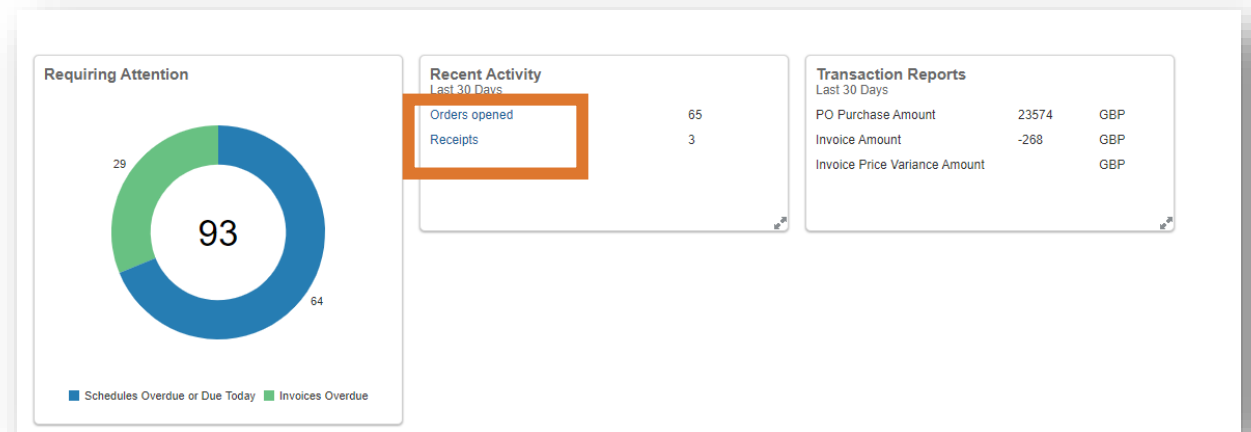 Requiring Attention
29
93
64
Schedules Overdue or Due Today Invoices Overdue
Recent Activity
Last 30 Days
Orders opened 65
Receipts 3
Transaction Reports
Last 30 Days
PO Purchase Amount 23574 GBP
Invoice Amount -268 GBP
Invoice Price Variance Amount GBP